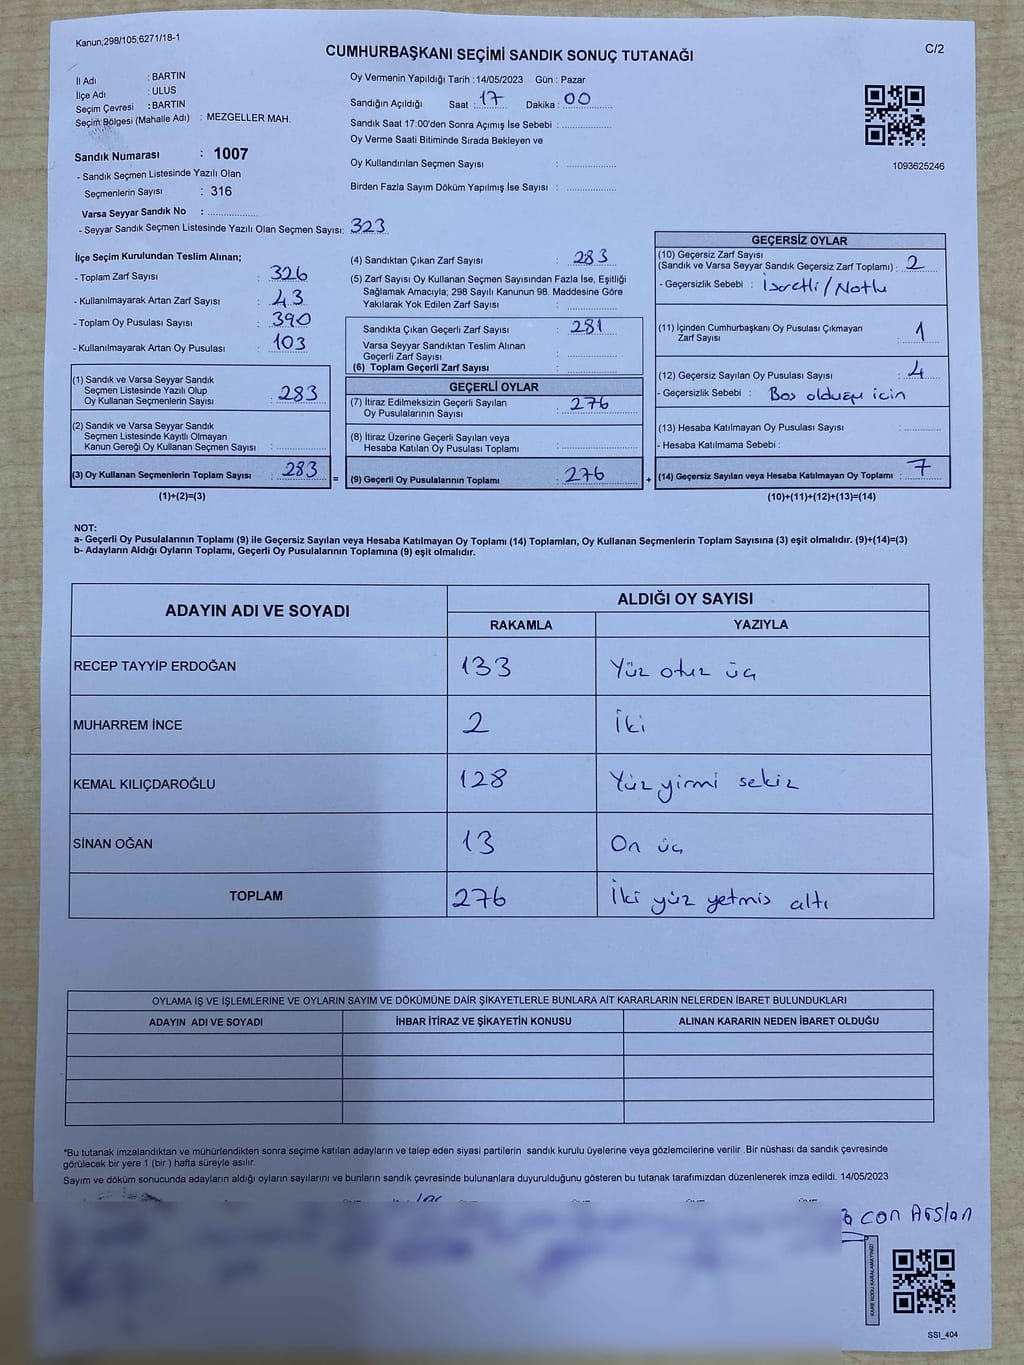 Kanun;298/105;6271/18-1
CUMHURBAŞKANI SEÇİMİ SANDIK SONUÇ TUTANAĞI
C/2
İl Adı : BARTIN
İlçe Adı : ULUS
Seçim Çevresi : BARTIN
Seçim Bölgesi (Mahalle Adı) : MEZGELLER MAH.
Sandık Numarası : 1007
- Sandık Seçmen Listesinde Yazılı Olan
Seçmenlerin Sayısı : 316
Varsa Seyyar Sandık No : ................
- Seyyar Sandık Seçmen Listesinde Yazılı Olan Seçmen Sayısı: 323
Oy Vermenin Yapıldığı Tarih : 14/05/2023 Gün : Pazar
Sandığın Açıldığı Saat : 17 Dakika : 00
Sandık Saat 17:00'den Sonra Açımış İse Sebebi : ................
Oy Verme Saati Bitiminde Sırada Bekleyen ve
Oy Kullandırılan Seçmen Sayısı : ................
Birden Fazla Sayım Döküm Yapılmış İse Sayısı : ................
1093625246
İlçe Seçim Kurulundan Teslim Alınan;
- Toplam Zarf Sayısı : 326
- Kullanılmayarak Artan Zarf Sayısı : 43
- Toplam Oy Pusulası Sayısı : 390
- Kullanılmayarak Artan Oy Pusulası : 103
(1) Sandık ve Varsa Seyyar Sandık
Seçmen Listesinde Yazılı Olup
Oy Kullanan Seçmenlerin Sayısı : 283
(2) Sandık ve Varsa Seyyar Sandık
Seçmen Listesinde Kayıtlı Olmayan
Kanun Gereği Oy Kullanan Seçmen Sayısı : ................
(3) Oy Kullanan Seçmenlerin Toplam Sayısı : 283
(1)+(2)=(3)
=
(4) Sandıktan Çıkan Zarf Sayısı : 283
(5) Zarf Sayısı Oy Kullanan Seçmen Sayısından Fazla İse, Eşitliği
Sağlamak Amacıyla; 298 Sayılı Kanunun 98. Maddesine Göre
Yakılarak Yok Edilen Zarf Sayısı : ................
Sandıkta Çıkan Geçerli Zarf Sayısı : 281
Varsa Seyyar Sandıktan Teslim Alınan
Geçerli Zarf Sayısı : ................
(6) Toplam Geçerli Zarf Sayısı : ................
GEÇERLİ OYLAR
(7) İtiraz Edilmeksizin Geçerli Sayılan
Oy Pusulalarının Sayısı : 276
(8) İtiraz Üzerine Geçerli Sayılan veya
Hesaba Katılan Oy Pusulası Toplamı : ................
(9) Geçerli Oy Pusulalarının Toplamı : 276
+
GEÇERSİZ OYLAR
(10) Geçersiz Zarf Sayısı
(Sandık ve Varsa Seyyar Sandık Geçersiz Zarf Toplamı) : 2
- Geçersizlik Sebebi : İsaretli/Notlu
(11) İçinden Cumhurbaşkanı Oy Pusulası Çıkmayan
Zarf Sayısı : 1
(12) Geçersiz Sayılan Oy Pusulası Sayısı : 4
- Geçersizlik Sebebi : Bos olduğu icin
(13) Hesaba Katılmayan Oy Pusulası Sayısı : ................
- Hesaba Katılmama Sebebi :
(14) Geçersiz Sayılan veya Hesaba Katılmayan Oy Toplamı : 7
(10)+(11)+(12)+(13)=(14)
NOT:
a- Geçerli Oy Pusulalarının Toplamı (9) ile Geçersiz Sayılan veya Hesaba Katılmayan Oy Toplamı (14) Toplamları, Oy Kullanan Seçmenlerin Toplam Sayısına (3) eşit olmalıdır. (9)+(14)=(3)
b- Adayların Aldığı Oyların Toplamı, Geçerli Oy Pusulalarının Toplamına (9) eşit olmalıdır.
ADAYIN ADI VE SOYADI
ALDIĞI OY SAYISI
RAKAMLA YAZIYLA
RECEP TAYYİP ERDOĞAN 133 Yüz otuz üç
MUHARREM İNCE 2 İki
KEMAL KILIÇDAROĞLU 128 Yüz yirmi sekiz
SİNAN OĞAN 13 On üç
TOPLAM 276 İki yüz yetmis altı
OYLAMA İŞ VE İŞLEMLERİNE VE OYLARIN SAYIM VE DÖKÜMÜNE DAİR ŞİKAYETLERLE BUNLARA AİT KARARLARIN NELERDEN İBARET BULUNDUKLARI
ADAYIN ADI VE SOYADI İHBAR İTİRAZ VE ŞİKAYETİN KONUSU ALINAN KARARIN NEDEN İBARET OLDUĞU
*Bu tutanak imzalandıktan ve mühürlendikten sonra seçime katılan adayların ve talep eden siyasi partilerin sandık kurulu üyelerine veya gözlemcilerine verilir .Bir nüshası da sandık çevresinde
görülecek bir yere 1 (bir ) hafta süreyle asılır.
Sayım ve döküm sonucunda adayların aldığı oyların sayılarını ve bunların sandık çevresinde bulunanlara duyurulduğunu gösteren bu tutanak tarafımızdan düzenlenerek imza edildi. 14/05/2023
can Arslan
KARE KODU KARALAMAYINIZ!
SSI_404